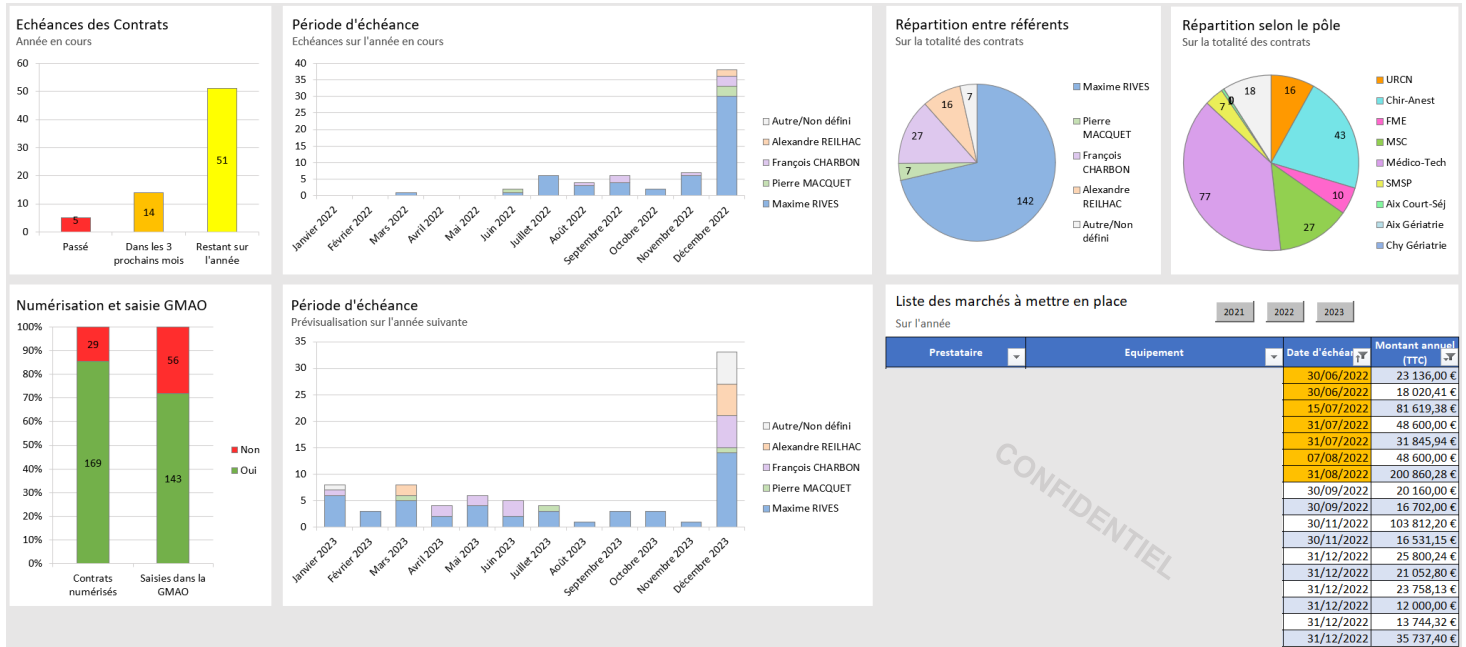 Echéances des Contrats
Année en cours
60
50
40
30
20
10
0
5
14
51
Passé
Dans les 3 prochains mois
Restant sur l'année
Période d'échéance
Echéances sur l'année en cours
40
35
30
25
20
15
10
5
0
Janvier 2022
Février 2022
Mars 2022
Avril 2022
Mai 2022
Juin 2022
Juillet 2022
Août 2022
Septembre 2022
Octobre 2022
Novembre 2022
Décembre 2022
Autre/Non défini
Alexandre REILHAC
François CHARBON
Pierre MACQUET
Maxime RIVES
Répartition entre référents
Sur la totalité des contrats
7
16
27
7
142
Maxime RIVES
Pierre
MACQUET
François
CHARBON
Alexandre
REILHAC
Autre/Non
défini
Répartition selon le pôle
Sur la totalité des contrats
18
16
7
43
77
10
27
URCN
Chir-Anest
FME
MSC
Médico-Tech
SMSP
Aix Court-Séj
Aix Gériatrie
Chy Gériatrie
Numérisation et saisie GMAO
100%
90%
80%
70%
60%
50%
40%
30%
20%
10%
0%
29
56
169
143
Non
Oui
Contrats numérisés
Saisies dans la GMAO
Période d'échéance
Prévisualisation sur l'année suivante
35
30
25
20
15
10
5
0
Janvier 2023
Février 2023
Mars 2023
Avril 2023
Mai 2023
Juin 2023
Juillet 2023
Août 2023
Septembre 2023
Octobre 2023
Novembre 2023
Décembre 2023
Autre/Non défini
Alexandre REILHAC
François CHARBON
Pierre MACQUET
Maxime RIVES
Liste des marchés à mettre en place
Sur l'année
2021 2022 2023
Prestataire Equipement Date d'échéan Montant annuel (TTC)
30/06/2022 23 136,00 €
30/06/2022 18 020,41 €
15/07/2022 81 619,38 €
31/07/2022 48 600,00 €
31/07/2022 31 845,94 €
07/08/2022 48 600,00 €
31/08/2022 200 860,28 €
30/09/2022 20 160,00 €
30/09/2022 16 702,00 €
30/11/2022 103 812,20 €
30/11/2022 16 531,15 €
31/12/2022 25 800,24 €
31/12/2022 21 052,80 €
31/12/2022 23 758,13 €
31/12/2022 12 000,00 €
31/12/2022 13 744,32 €
31/12/2022 35 737,40 €
CONFIDENTIEL